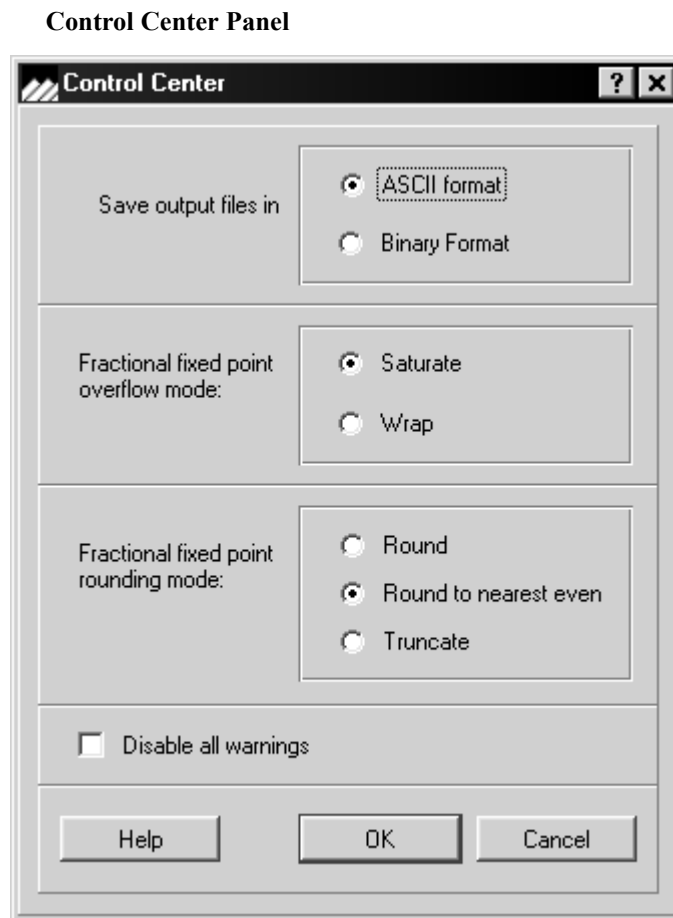 Control Center Panel
Control Center
Save output files in
ASCII format
Binary Format
Fractional fixed point
overflow mode:
Saturate
Wrap
Fractional fixed point
rounding mode:
Round
Round to nearest even
Truncate
Disable all warnings
Help
OK
Cancel